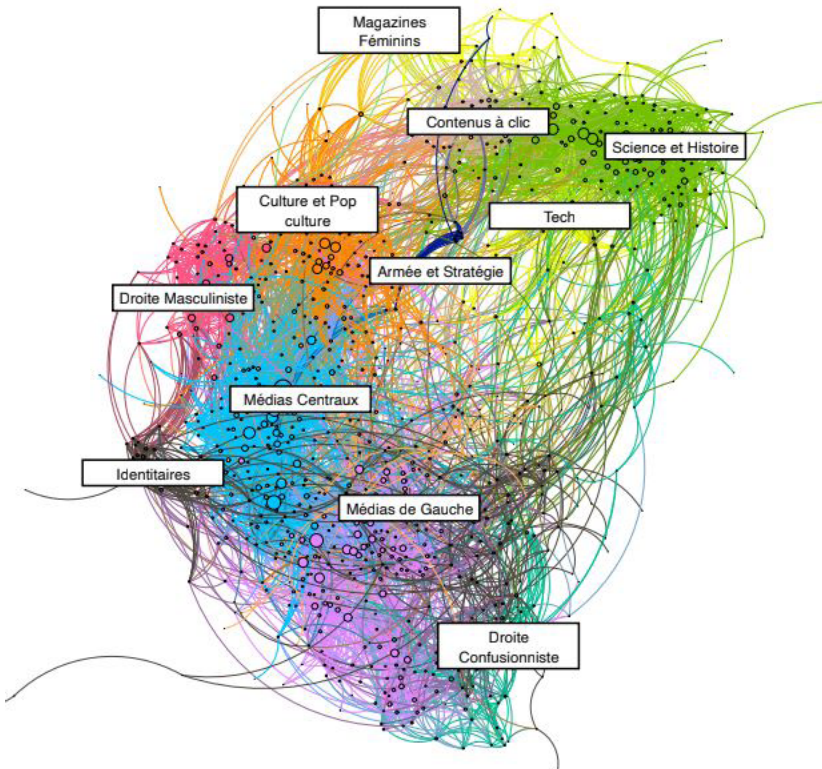 Magazines
Féminins
Contenus à clic
Science et Histoire
Culture et Pop
culture
Tech
Armée et Stratégie
Droite Masculiniste
Médias Centraux
Identitaires
Médias de Gauche
Droite
Confusionniste